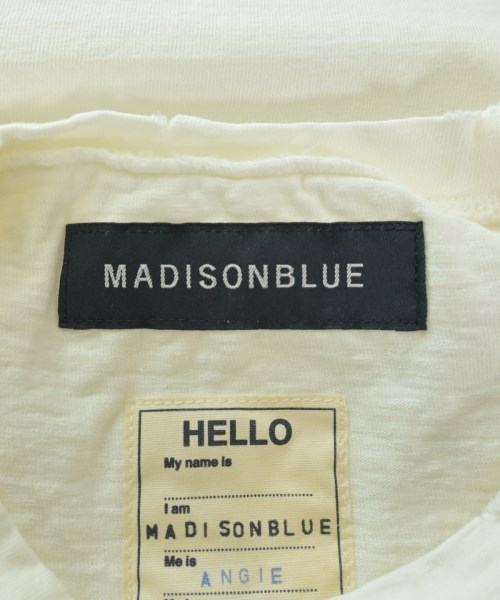 MADISONBLUE
HELLO
My name is
I am
MADISONBLUE
Me is
ANGIE